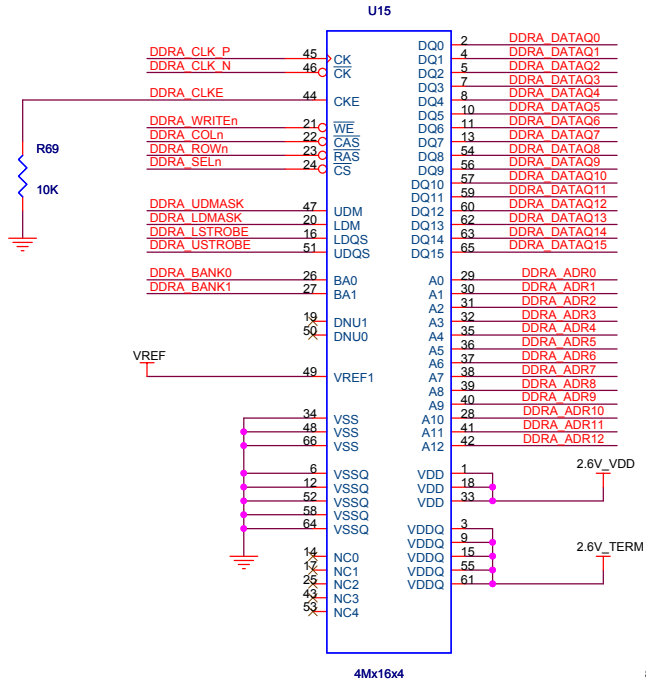 U15
DDRA_CLK_P 45 CK DQ0 2 DDRA_DATAQ0
DDRA_CLK_N 46 CK DQ1 4 DDRA_DATAQ1
DQ2 5 DDRA_DATAQ2
DQ3 7 DDRA_DATAQ3
DDRA_CLKE 44 CKE DQ4 8 DDRA_DATAQ4
DQ5 10 DDRA_DATAQ5
DDRA_WRITEn 21 WE DQ6 11 DDRA_DATAQ6
DDRA_COLn 22 CAS DQ7 13 DDRA_DATAQ7
DDRA_ROWn 23 RAS DQ8 54 DDRA_DATAQ8
DDRA_SELn 24 CS DQ9 56 DDRA_DATAQ9
R69
10K
DQ10 57 DDRA_DATAQ10
DQ11 59 DDRA_DATAQ11
DDRA_UDMASK 47 UDM DQ12 60 DDRA_DATAQ12
DDRA_LDMASK 20 LDM DQ13 62 DDRA_DATAQ13
DDRA_LSTROBE 16 LDQS DQ14 63 DDRA_DATAQ14
DDRA_USTROBE 51 UDQS DQ15 65 DDRA_DATAQ15
DDRA_BANK0 26 BA0 A0 29 DDRA_ADR0
DDRA_BANK1 27 BA1 A1 30 DDRA_ADR1
A2 31 DDRA_ADR2
19 DNU1 A3 32 DDRA_ADR3
50 DNU0 A4 35 DDRA_ADR4
A5 36 DDRA_ADR5
VREF A6 37 DDRA_ADR6
49 VREF1 A7 38 DDRA_ADR7
A8 39 DDRA_ADR8
A9 40 DDRA_ADR9
34 VSS A10 28 DDRA_ADR10
48 VSS A11 41 DDRA_ADR11
66 VSS A12 42 DDRA_ADR12
6 VSSQ VDD 1 2.6V_VDD
12 VSSQ VDD 18
52 VSSQ VDD 33
58 VSSQ
64 VSSQ VDDQ 3
VDDQ 9
14 NC0 VDDQ 15 2.6V_TERM
17 NC1 VDDQ 55
25 NC2 VDDQ 61
43 NC3
53 NC4
4Mx16x4